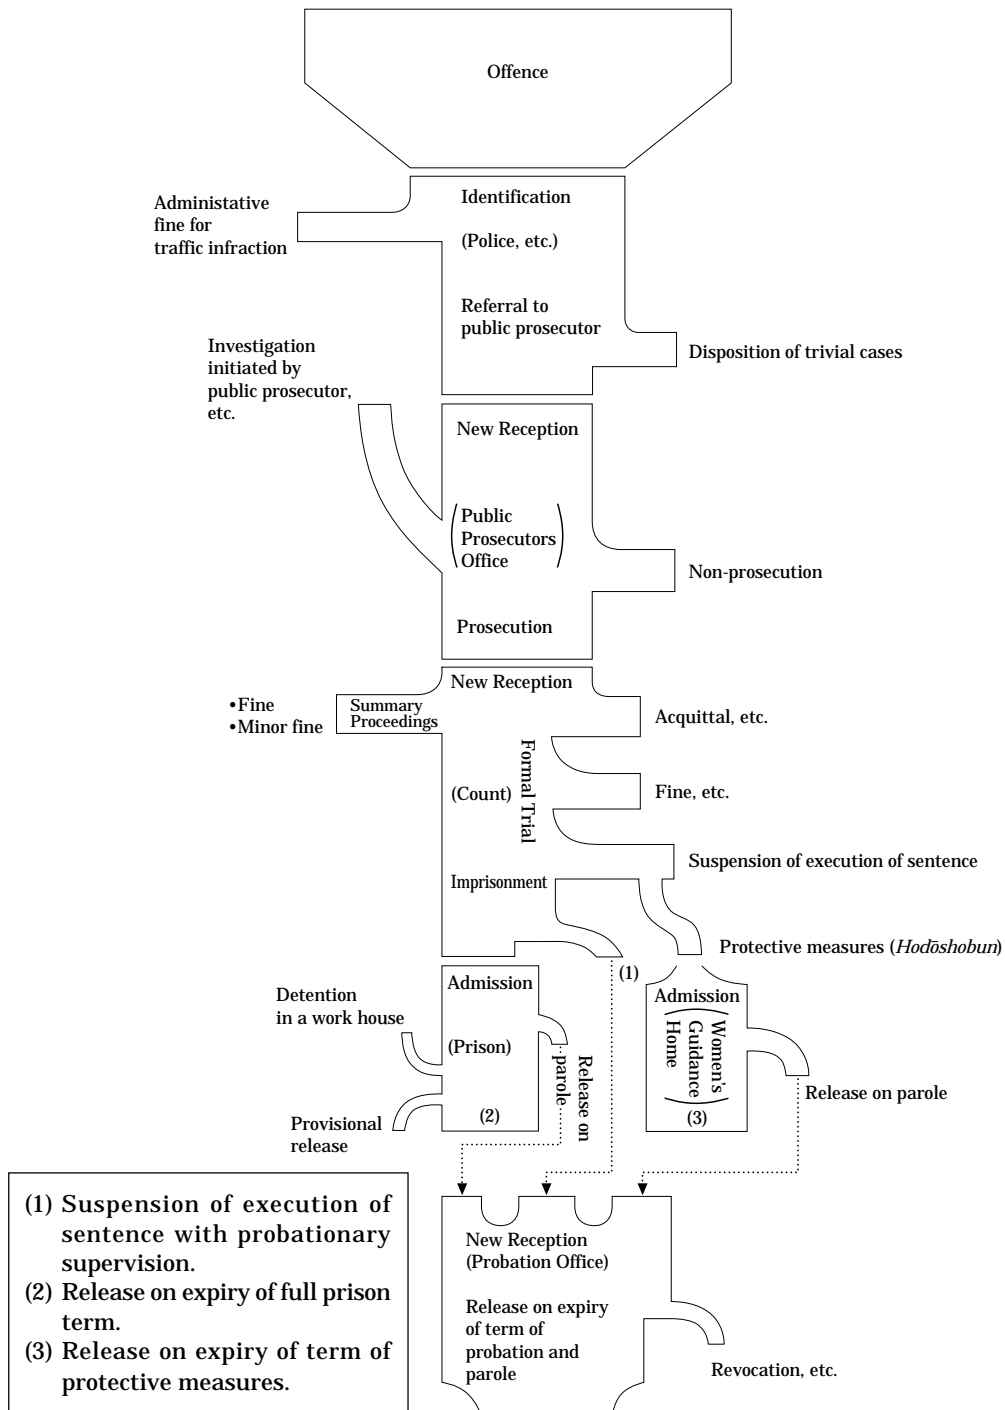 Offence
Administative
fine for
traffic infraction
Identification
(Police, etc.)
Referral to
public prosecutor
Disposition of trivial cases
Investigation
initiated by
public prosecutor,
etc.
New Reception
(Public
Prosecutors
Office)
Non-prosecution
Prosecution
New Reception
•Fine
•Minor fine
Summary
Proceedings
Acquittal, etc.
Formal Trial
(Count)
Fine, etc.
Suspension of execution of sentence
Imprisonment
Protective measures (Hodōshobun)
(1)
Admission
Detention
in a work house
(Prison)
Release on
parole
(2)
Provisional
release
Admission
(Women's
Guidance
Home)
(3)
Release on parole
New Reception
(Probation Office)
Release on expiry
of term of
probation and
parole
Revocation, etc.
(1) Suspension of execution of
sentence with probationary
supervision.
(2) Release on expiry of full prison
term.
(3) Release on expiry of term of
protective measures.